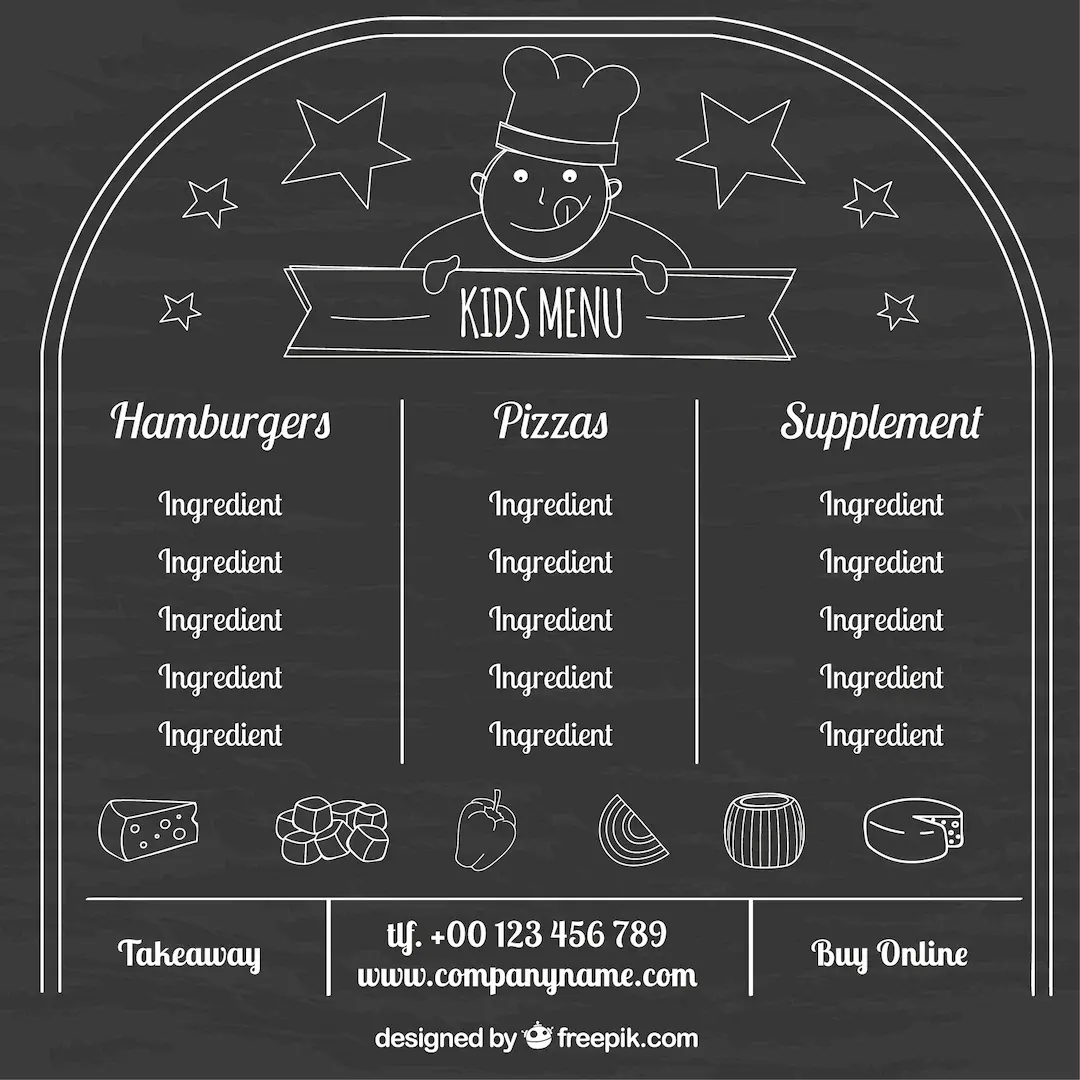 KIDS MENU
Hamburgers
Ingredient
Ingredient
Ingredient
Ingredient
Ingredient
Pizzas
Ingredient
Ingredient
Ingredient
Ingredient
Ingredient
Supplement
Ingredient
Ingredient
Ingredient
Ingredient
Ingredient
Takeaway
tlf. +00 123 456 789
www.companyname.com
Buy Online
designed by freepik.com